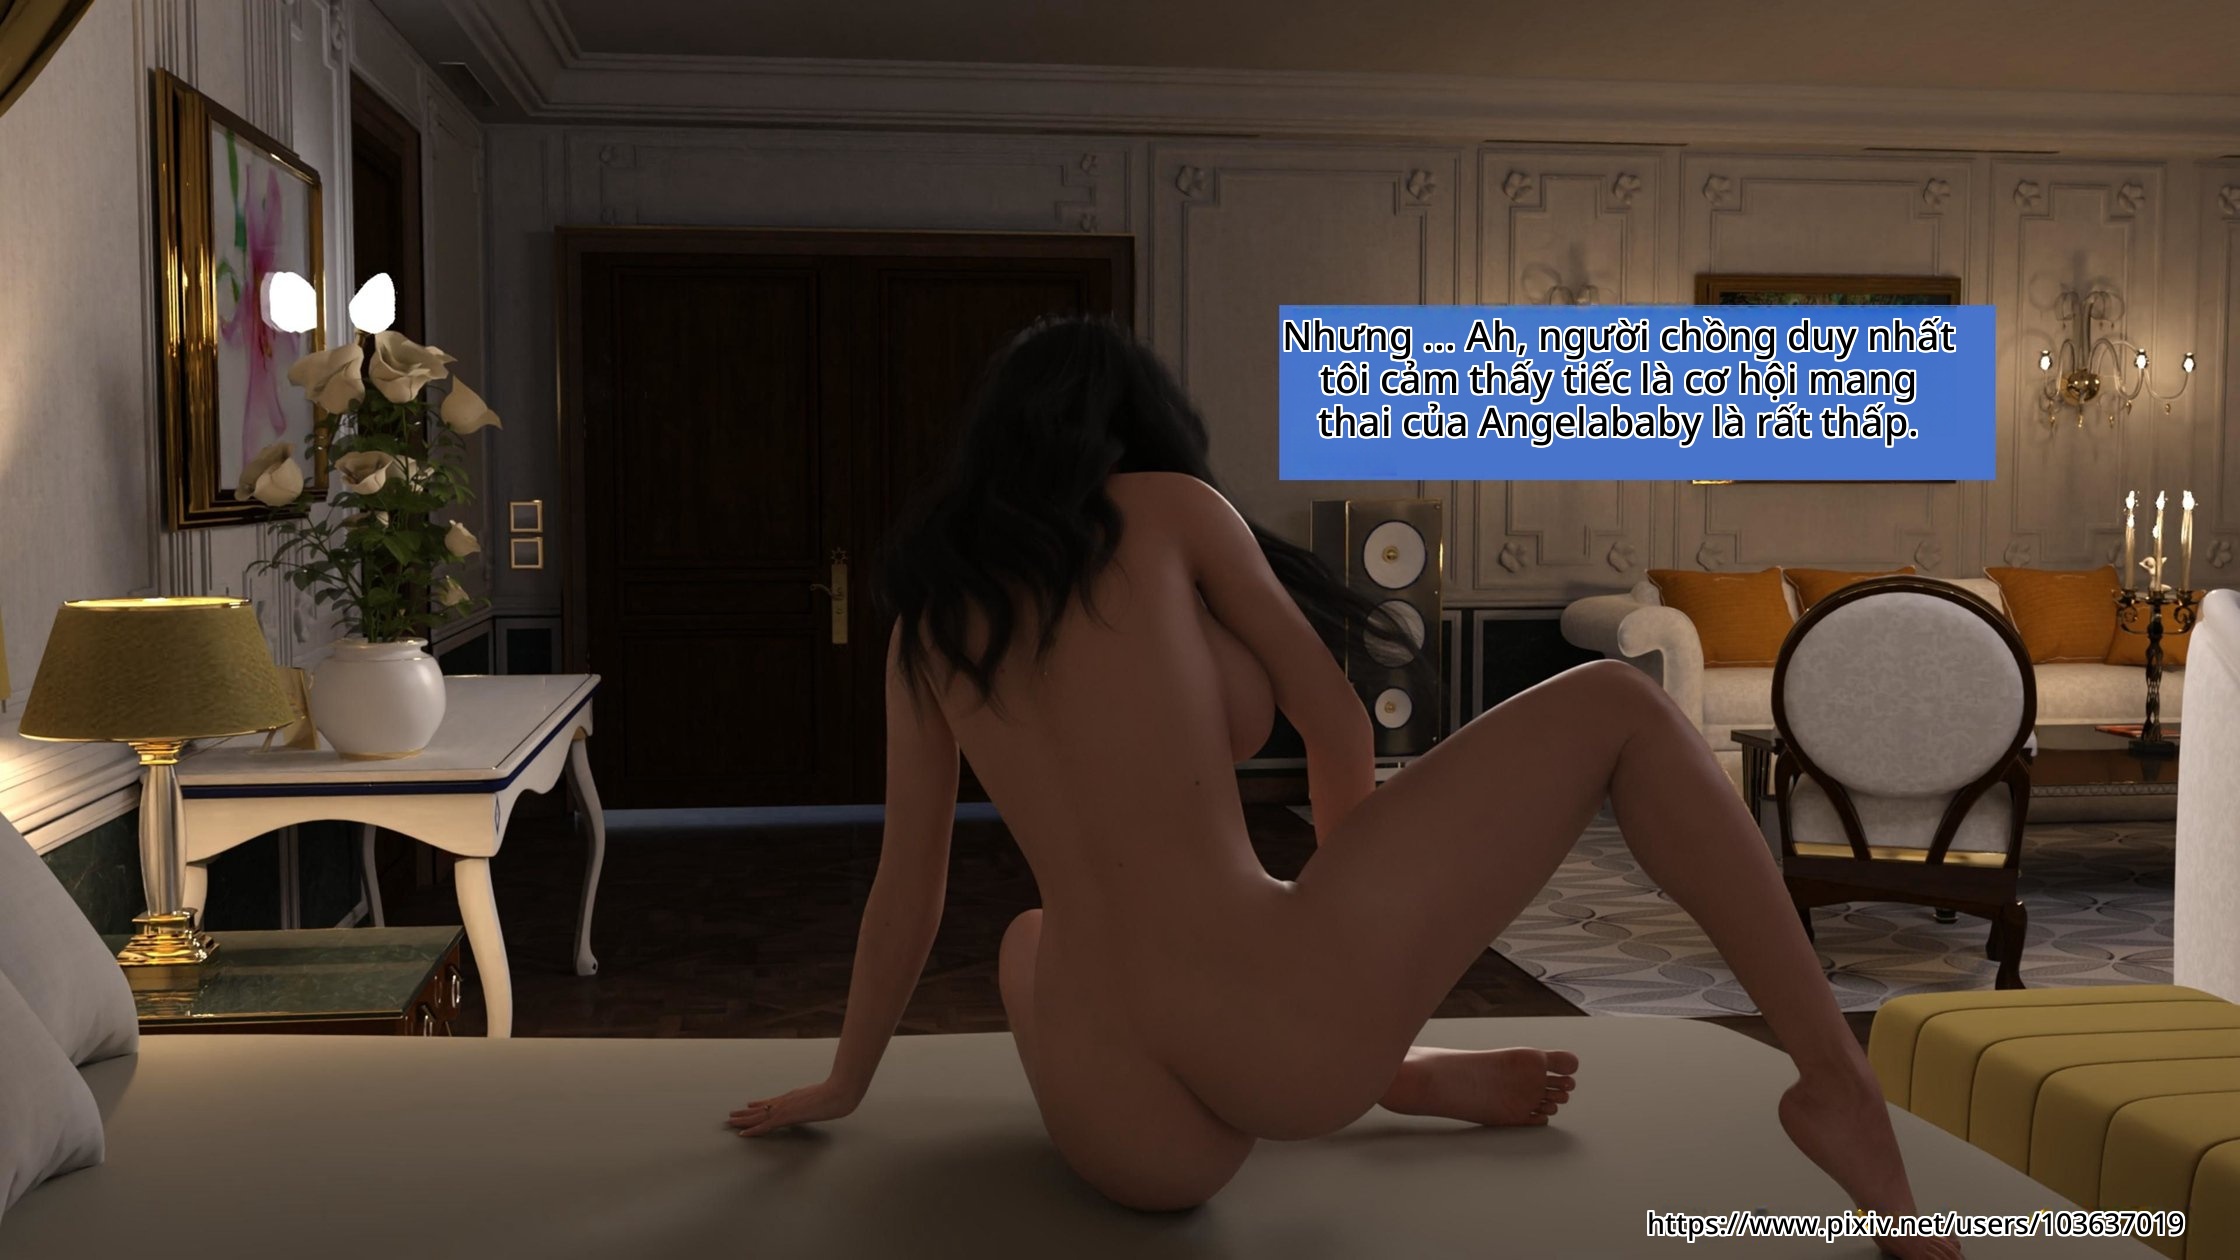 Nhưng ... Ah, người chồng duy nhất
tôi cảm thấy tiếc là cơ hội mang
thai của Angelababy là rất thấp.
https://www.pixiv.net/users/103637019